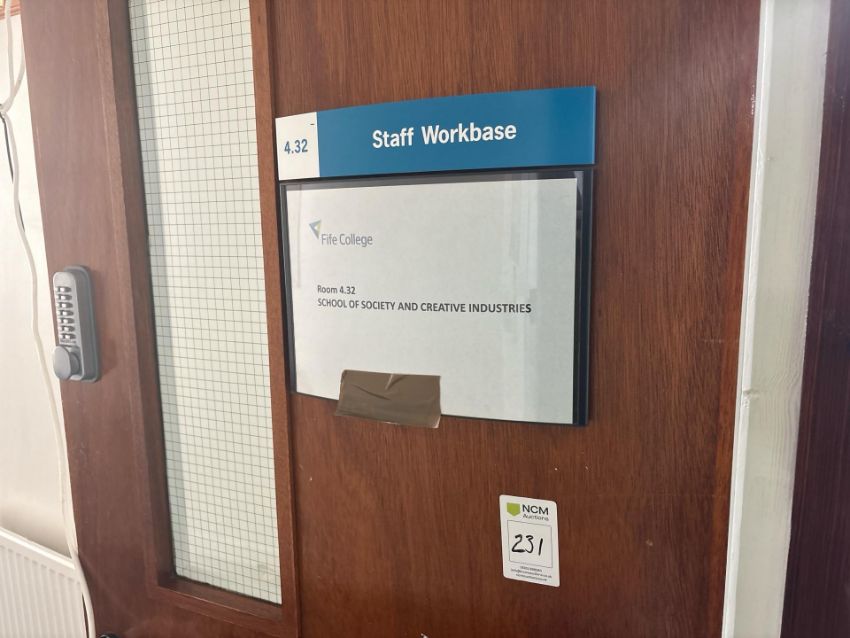 4.32
Staff Workbase
Fife College
Room 4.32
SCHOOL OF SOCIETY AND CREATIVE INDUSTRIES
NCM
Auctions
231